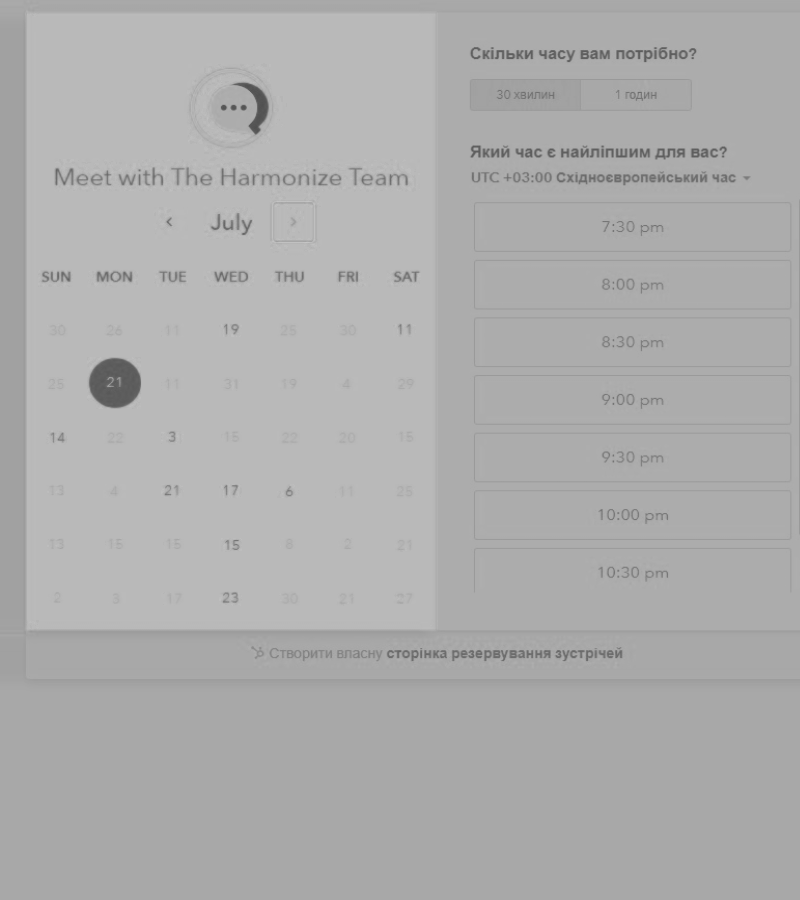 Meet with The Harmonize Team
July
SUN MON TUE WED THU FRI SAT
30 26 11 19 25 30 11
25 21 11 31 19 4 29
14 22 3 15 22 20 15
13 4 21 17 6 11 25
13 15 15 15 8 2 21
2 3 17 23 30 21 27
Скільки часу вам потрібно?
30 хвилин 1 годин
Який час є найліпшим для вас?
UTC +03:00 Східноєвропейський час
7:30 pm
8:00 pm
8:30 pm
9:00 pm
9:30 pm
10:00 pm
10:30 pm
Створити власну сторінка резервування зустрічей